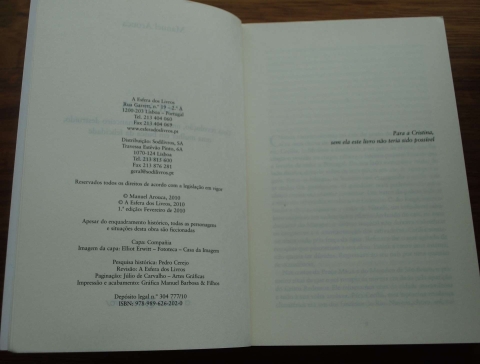 A Esfera dos Livros
Rua Garrett, n.º 19 – 2.º A
1200-203 Lisboa – Portugal
Tel. 213 404 060
Fax 213 404 069
www.esferadoslivros.pt
Distribuição: Sodilivros, SA
Travessa Estêvão Pinto, 6A
1070-124 Lisboa
Tel. 213 815 600
Fax 213 876 281
geral@sodilivros.pt
Reservados todos os direitos de acordo com a legislação em vigor
© Manuel Arouca, 2010
© A Esfera dos Livros, 2010
1.ª edição: Fevereiro de 2010
Apesar do enquadramento histórico, todas as personagens
e situações desta obra são ficcionadas
Capa: Compañía
Imagem da capa: Elliot Erwitt – Fototeca – Casa da Imagem
Pesquisa histórica: Pedro Cerejo
Revisão: A Esfera dos Livros
Paginação: Júlio de Carvalho – Artes Gráficas
Impressão e acabamento: Gráfica Manuel Barbosa & Filhos
Depósito legal n.º 304 777/10
ISBN: 978-989-626-202-0
Para a Cristina,
sem ela este livro não teria sido possível